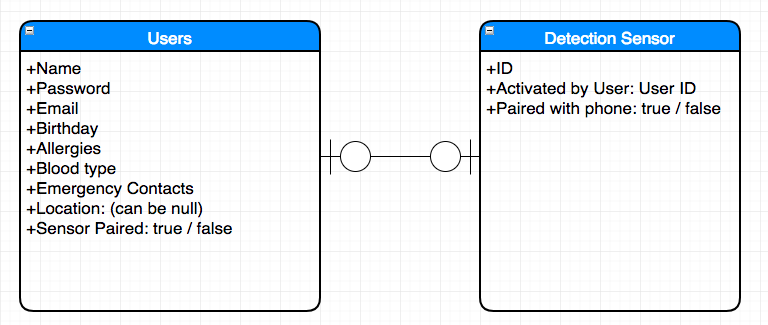 Users
+Name
+Password
+Email
+Birthday
+Allergies
+Blood type
+Emergency Contacts
+Location: (can be null)
+Sensor Paired: true / false
Detection Sensor
+ID
+Activated by User: User ID
+Paired with phone: true / false